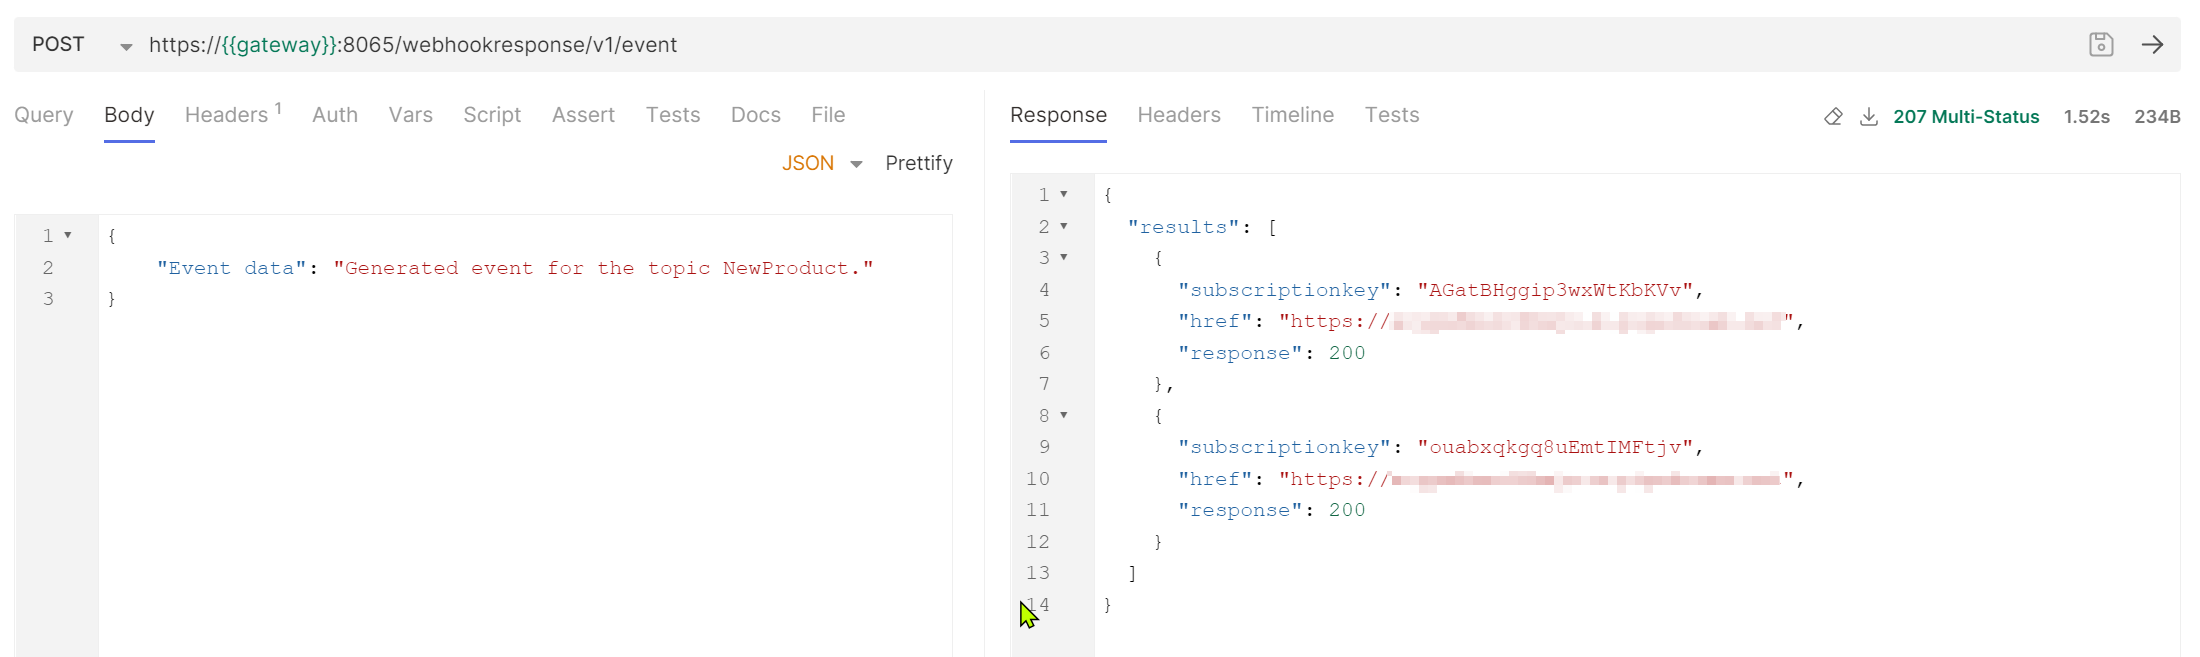 POST https://{{gateway}}:8065/webhookresponse/v1/event
Query Body Headers 1 Auth Vars Script Assert Tests Docs File
JSON Prettify
1 {
2 "Event data": "Generated event for the topic NewProduct."
3 }
Response Headers Timeline Tests 207 Multi-Status 1.52s 234B
1 {
2 "results": [
3 {
4 "subscriptionkey": "AGatBHggip3wxWtKbKVv",
5 "href": "https://",
6 "response": 200
7 },
8 {
9 "subscriptionkey": "ouabxqkgq8uEmtIMFtjv",
10 "href": "https://",
11 "response": 200
12 }
13 ]
14 }